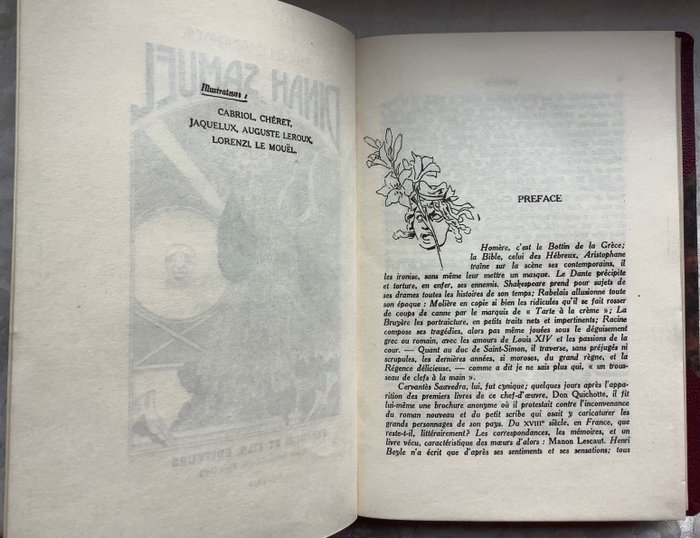 DINAH SAMUEL
Illustrateurs :
CABRIOL, CHÉRET,
JAQUELUX, AUGUSTE LEROUX,
LORENZI, LE MOUËL.
FILS, ÉDITEURS
PREFACE
Homère, c'est le Bottin de la Grèce;
la Bible, celui des Hébreux, Aristophane
traîne sur la scène ses contemporains, il
les ironise, sans même leur mettre un masque. Le Dante précipite
et torture, en enfer, ses ennemis. Shakespeare prend pour sujets de
ses drames toutes les histoires de son temps; Rabelais allusionne toute
son époque : Molière en copie si bien les ridicules qu'il se fait rosser
de coups de canne par le marquis de « Tarte à la crème »; La
Bruyère les portraicture, en petits traits nets et impertinents; Racine
compose ses tragédies, alors pas même jouées sous le déguisement
grec ou romain, avec les amours de Louis XIV et les passions de la
cour. — Quant au duc de Saint-Simon, il traverse, sans préjugés ni
scrupules, les dernières années, si moroses, du grand règne, et la
Régence délicieuse. — comme a dit je ne sais plus qui, « un trous-
seau de clefs à la main ».
Cervantès Saavedra, lui, fut cynique; quelques jours après l'appa-
rition des premiers livres de ce chef-d'œuvre, Don Quichotte, il fit
lui-même une brochure anonyme où il protestait contre l'inconvenance
du roman nouveau et du petit scribe qui osait y caricaturer les
grands personnages de son pays. Du XVIIIe siècle, en France, que
reste-t-il, littérairement? Les correspondances, les mémoires, et un
livre vécu, caractéristique des mœurs d'alors : Manon Lescaut. Henri
Beyle n'a écrit que d'après ses sentiments et ses sensations; tous